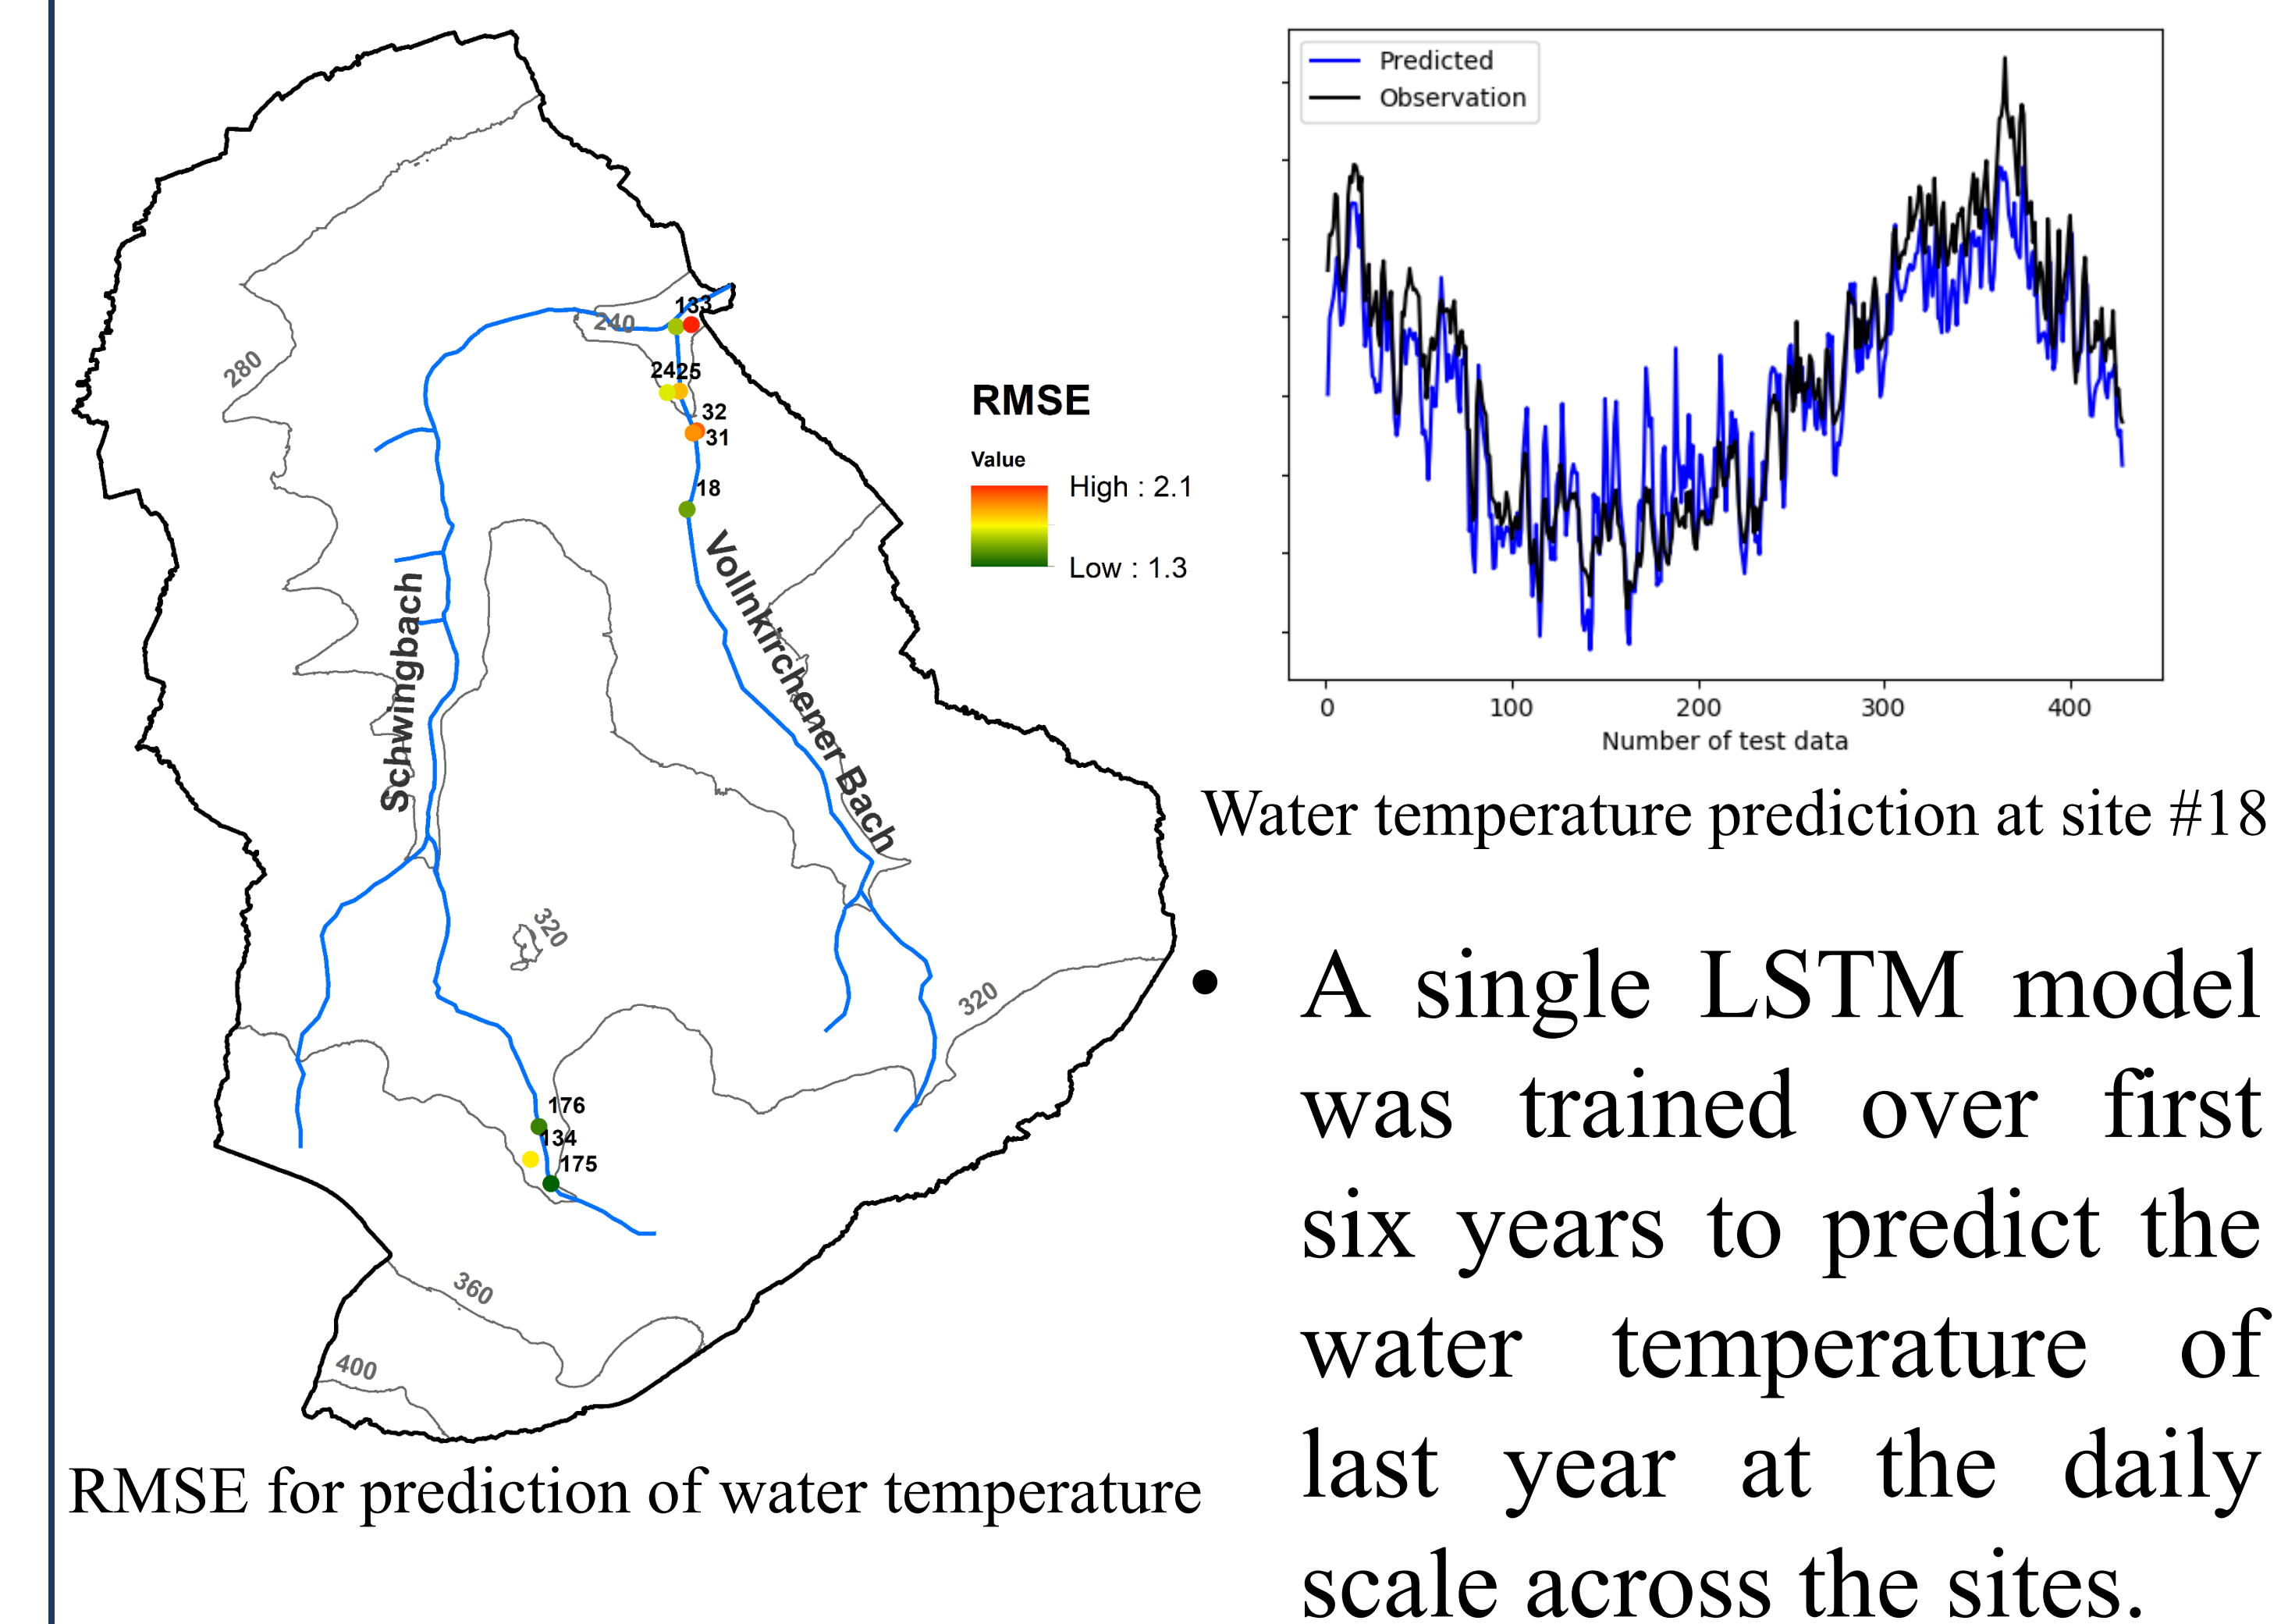 Predicted
Observation
133
240
280
24 25
32
31
18
RMSE
Value
High : 2.1
Low : 1.3
Schwingbach
Vollnkirchener Bach
0 100 200 300 400
Number of test data
Water temperature prediction at site #18
320
320
176
134
175
360
400
RMSE for prediction of water temperature
• A single LSTM model
was trained over first
six years to predict the
water temperature of
last year at the daily
scale across the sites.